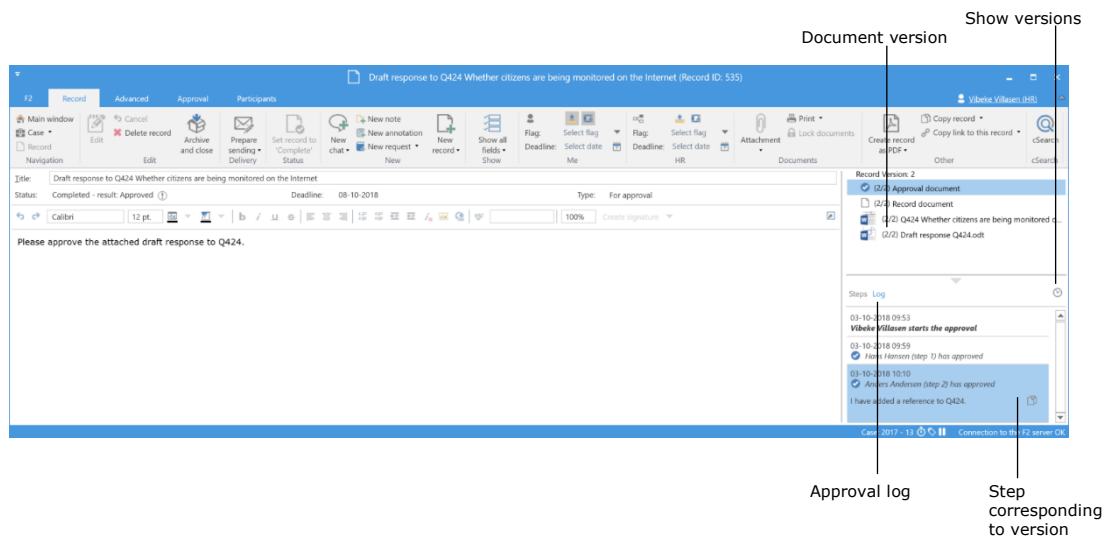 Show versions
Document version
Draft response to Q424 Whether citizens are being monitored on the Internet (Record ID: 535)
F2 Record Advanced Approval Participants Vibeke Villasen (HR)
Main window
Case
Record
Navigation
Edit
Cancel
Delete record
Archive and close
Edit
Prepare sending
Delivery
Set record to 'Complete'
Status
New chat
New note
New annotation
New request
New record
New
Show all fields
Show
Flag: Select flag
Deadline: Select date
Me
Flag: Select flag
Deadline: Select date
HR
Attachment
Print
Lock documents
Documents
Create record as PDF
Copy record
Copy link to this record
Other
cSearch
cSearch
Title: Draft response to Q424 Whether citizens are being monitored on the Internet
Status: Completed - result: Approved Deadline: 08-10-2018 Type: For approval
Calibri 12 pt. b I u 100% Create signature
Please approve the attached draft response to Q424.
Record Version: 2
(2/2) Approval document
(2/2) Record document
(2/2) Q424 Whether citizens are being monitored o...
(2/2) Draft response Q424.odt
Steps Log
03-10-2018 09:53
Vibeke Villasen starts the approval
03-10-2018 09:59
Hans Hansen (step 1) has approved
03-10-2018 10:10
Anders Andersen (step 2) has approved
I have added a reference to Q424.
Case: 2017 - 13 Connection to the F2 server OK
Approval log
Step
corresponding
to version